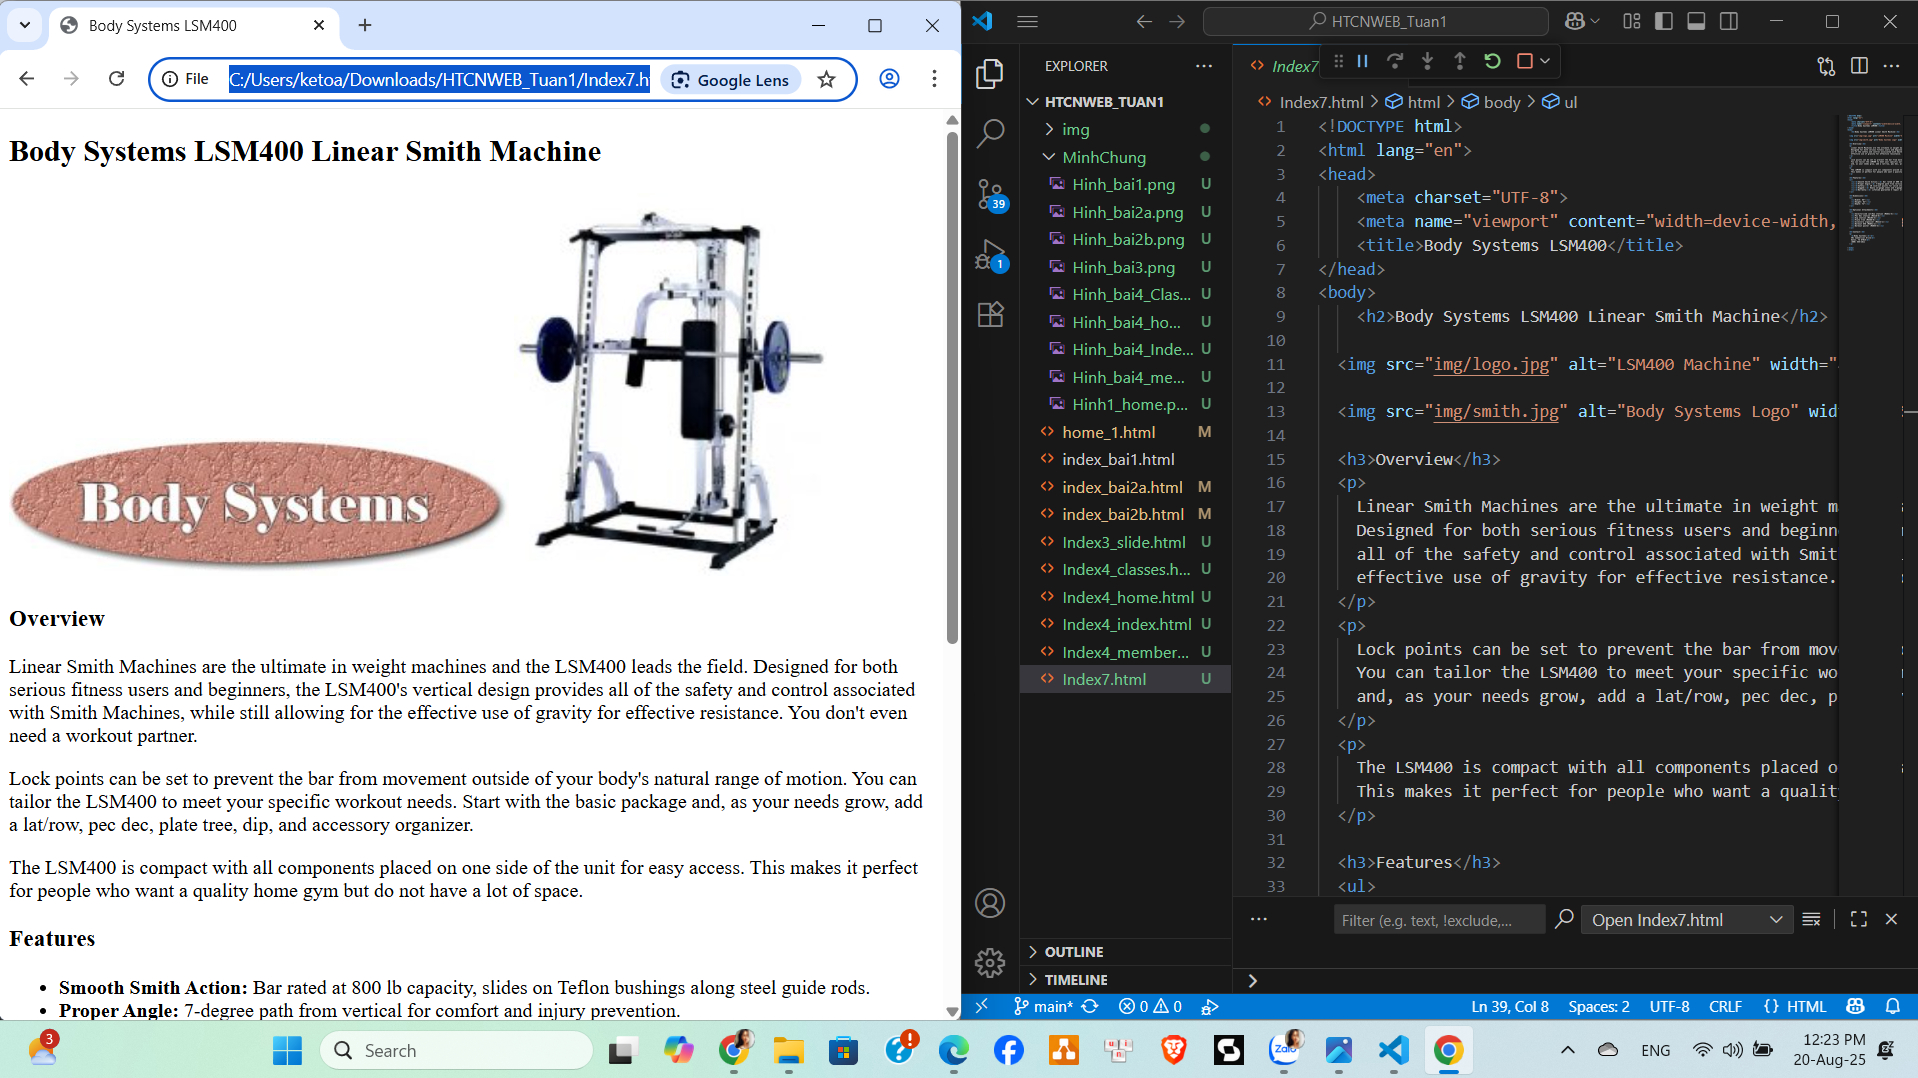 Body Systems LSM400
File
C:/Users/ketoa/Downloads/HTCNWEB_Tuan1/Index7.ht
Google Lens
Body Systems LSM400 Linear Smith Machine
Body Systems
Overview
Linear Smith Machines are the ultimate in weight machines and the LSM400 leads the field. Designed for both
serious fitness users and beginners, the LSM400's vertical design provides all of the safety and control associated
with Smith Machines, while still allowing for the effective use of gravity for effective resistance. You don't even
need a workout partner.
Lock points can be set to prevent the bar from movement outside of your body's natural range of motion. You can
tailor the LSM400 to meet your specific workout needs. Start with the basic package and, as your needs grow, add
a lat/row, pec dec, plate tree, dip, and accessory organizer.
The LSM400 is compact with all components placed on one side of the unit for easy access. This makes it perfect
for people who want a quality home gym but do not have a lot of space.
Features
• Smooth Smith Action: Bar rated at 800 lb capacity, slides on Teflon bushings along steel guide rods.
• Proper Angle: 7-degree path from vertical for comfort and injury prevention.
HTCNWEB_Tuan1
39
1
EXPLORER
HTCNWEB_TUAN1
img
MinhChung
Hinh_bai1.png U
Hinh_bai2a.png U
Hinh_bai2b.png U
Hinh_bai3.png U
Hinh_bai4_Clas... U
Hinh_bai4_ho... U
Hinh_bai4_Inde... U
Hinh_bai4_me... U
Hinh1_home.p... U
home_1.html M
index_bai1.html
index_bai2a.html M
index_bai2b.html M
Index3_slide.html U
Index4_classes.h... U
Index4_home.html U
Index4_index.html U
Index4_member... U
Index7.html U
OUTLINE
TIMELINE
Index7
Index7.html > html > body > ul
1 <!DOCTYPE html>
2 <html lang="en">
3 <head>
4 <meta charset="UTF-8">
5 <meta name="viewport" content="width=device-width,
6 <title>Body Systems LSM400</title>
7 </head>
8 <body>
9 <h2>Body Systems LSM400 Linear Smith Machine</h2>
10
11 <img src="img/logo.jpg" alt="LSM400 Machine" width="
12
13 <img src="img/smith.jpg" alt="Body Systems Logo" wid
14
15 <h3>Overview</h3>
16 <p>
17 Linear Smith Machines are the ultimate in weight m
18 Designed for both serious fitness users and beginn
19 all of the safety and control associated with Smit
20 effective use of gravity for effective resistance.
21 </p>
22 <p>
23 Lock points can be set to prevent the bar from mov
24 You can tailor the LSM400 to meet your specific wo
25 and, as your needs grow, add a lat/row, pec dec, p
26 </p>
27 <p>
28 The LSM400 is compact with all components placed o
29 This makes it perfect for people who want a quality
30 </p>
31
32 <h3>Features</h3>
33 <ul>
Filter (e.g. text, !exclude,...
Open Index7.html
main*
0 0
Ln 39, Col 8
Spaces: 2
UTF-8
CRLF
{} HTML
3
Search
Zalo
ENG
12:23 PM
20-Aug-25